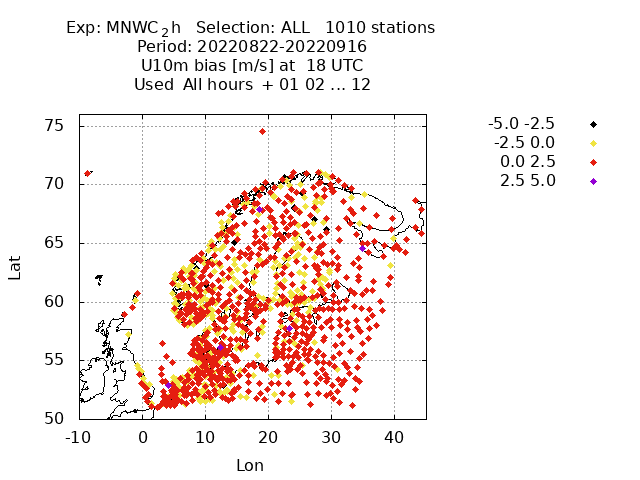 Exp: MNWC_2h Selection: ALL 1010 stations
Period: 20220822-20220916
U10m bias [m/s] at 18 UTC
Used All hours + 01 02 ... 12
-5.0 -2.5
-2.5 0.0
0.0 2.5
2.5 5.0
75
70
65
60
55
50
Lat
-10 0 10 20 30 40
Lon